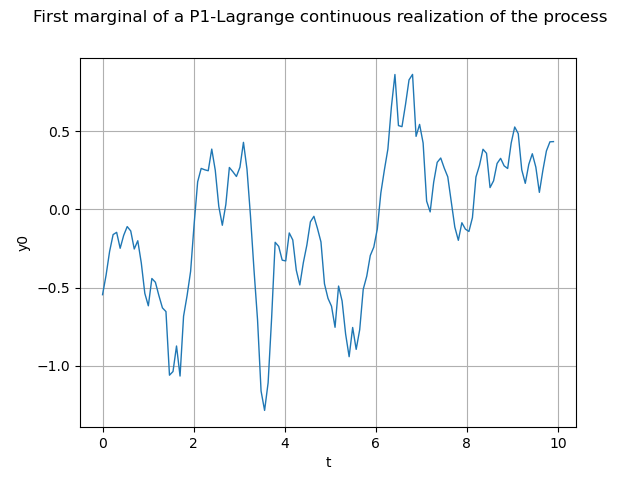 First marginal of a P1-Lagrange continuous realization of the process
0.5
0.0
−0.5
−1.0
y0
0 2 4 6 8 10
t